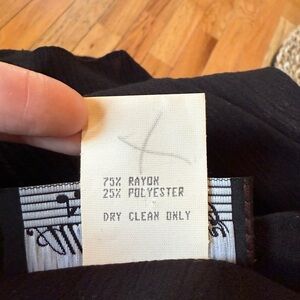 75% RAYON
25% POLYESTER
DRY CLEAN ONLY